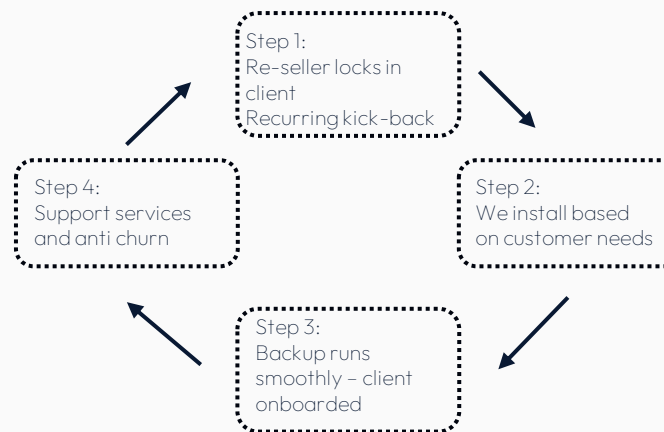 Step 1:
Re-seller locks in
client
Recurring kick-back
Step 2:
We install based
on customer needs
Step 3:
Backup runs
smoothly – client
onboarded
Step 4:
Support services
and anti churn